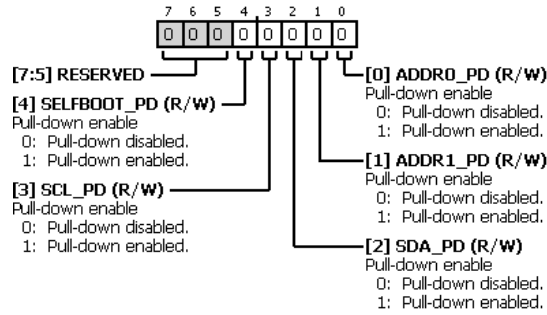 7 6 5 4 3 2 1 0
0 0 0 0 0 0 0 0
[7:5] RESERVED
[4] SELFBOOT_PD (R/W)
Pull-down enable
0: Pull-down disabled.
1: Pull-down enabled.
[3] SCL_PD (R/W)
Pull-down enable
0: Pull-down disabled.
1: Pull-down enabled.
[0] ADDR0_PD (R/W)
Pull-down enable
0: Pull-down disabled.
1: Pull-down enabled.
[1] ADDR1_PD (R/W)
Pull-down enable
0: Pull-down disabled.
1: Pull-down enabled.
[2] SDA_PD (R/W)
Pull-down enable
0: Pull-down disabled.
1: Pull-down enabled.